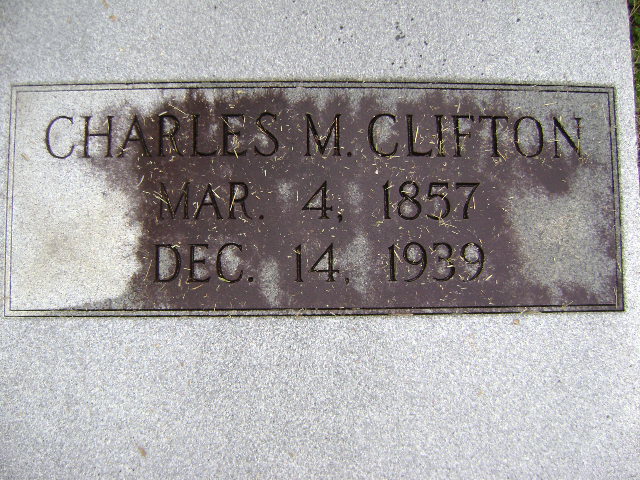 CHARLES M. CLIFTON
MAR. 4, 1857
DEC. 14, 1939